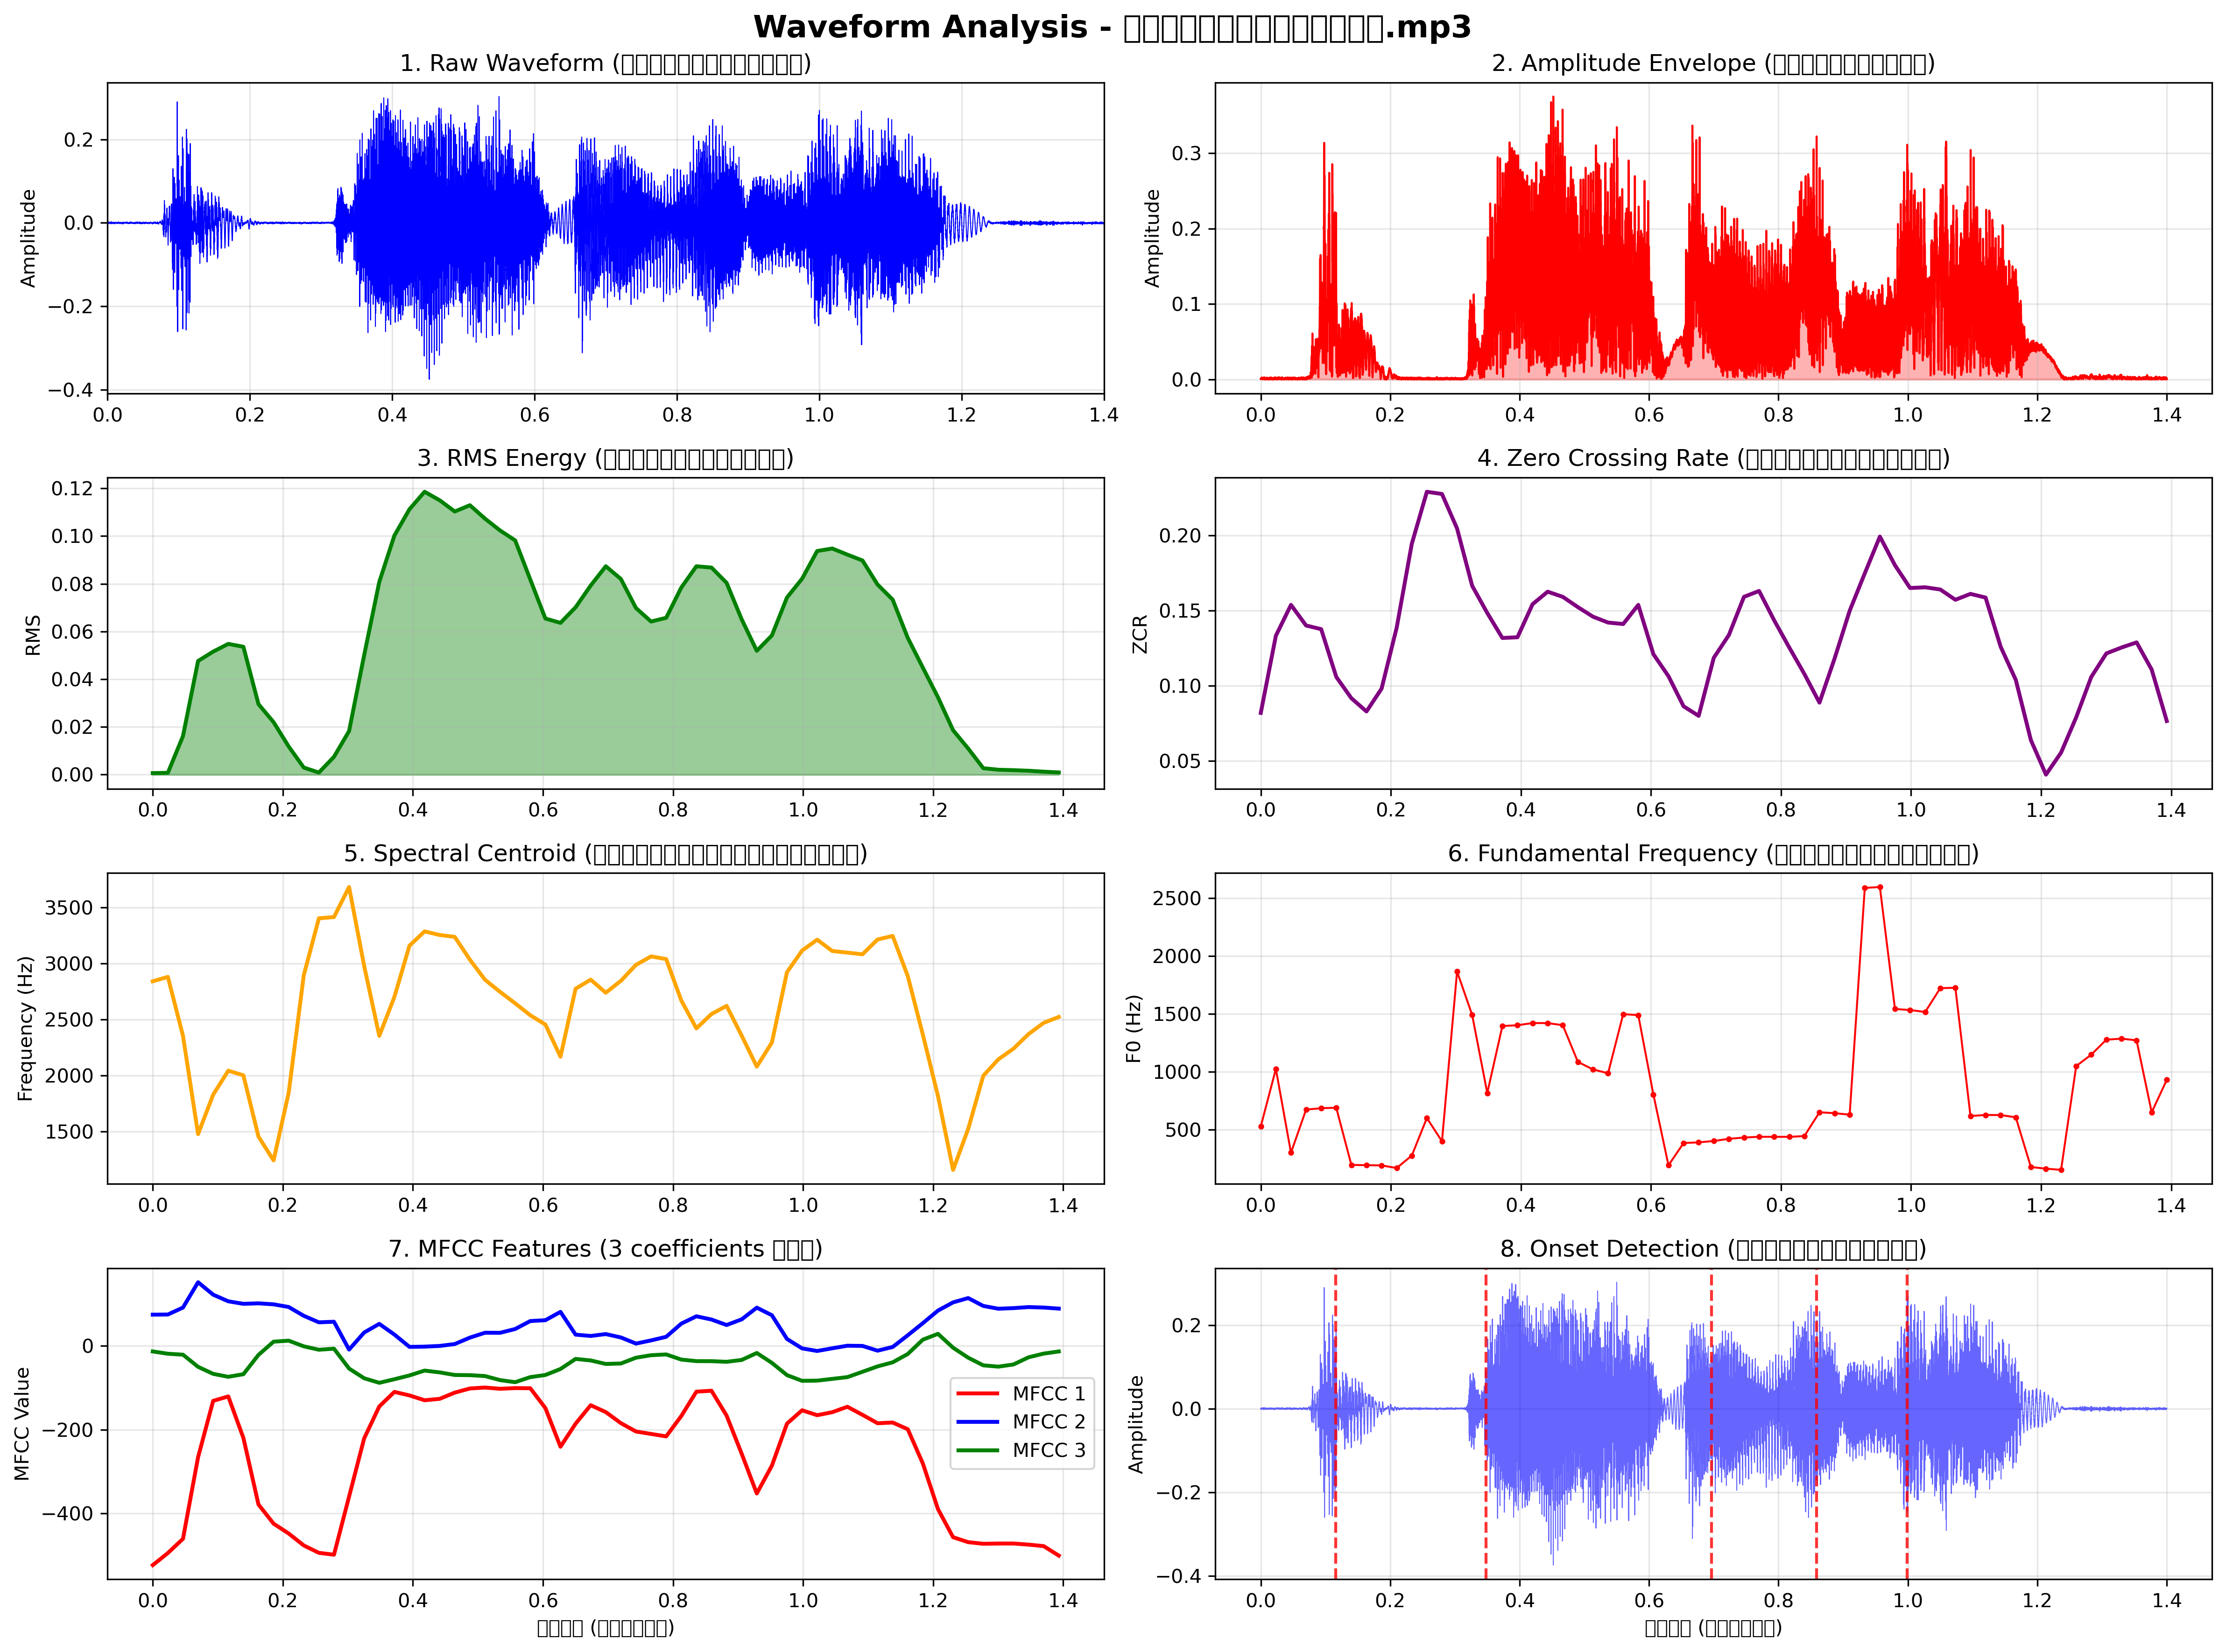 Waveform Analysis - .mp3
1. Raw Waveform ()
Amplitude
0.2
0.0
−0.2
−0.4
0.0 0.2 0.4 0.6 0.8 1.0 1.2 1.4
2. Amplitude Envelope ()
Amplitude
0.3
0.2
0.1
0.0
0.0 0.2 0.4 0.6 0.8 1.0 1.2 1.4
3. RMS Energy ()
RMS
0.12
0.10
0.08
0.06
0.04
0.02
0.00
0.0 0.2 0.4 0.6 0.8 1.0 1.2 1.4
4. Zero Crossing Rate ()
ZCR
0.20
0.15
0.10
0.05
0.0 0.2 0.4 0.6 0.8 1.0 1.2 1.4
5. Spectral Centroid ()
Frequency (Hz)
3500
3000
2500
2000
1500
0.0 0.2 0.4 0.6 0.8 1.0 1.2 1.4
6. Fundamental Frequency ()
F0 (Hz)
2500
2000
1500
1000
500
0.0 0.2 0.4 0.6 0.8 1.0 1.2 1.4
7. MFCC Features (3 coefficients )
MFCC Value
0
−200
−400
MFCC 1
MFCC 2
MFCC 3
0.0 0.2 0.4 0.6 0.8 1.0 1.2 1.4
8. Onset Detection ()
Amplitude
0.2
0.0
−0.2
−0.4
0.0 0.2 0.4 0.6 0.8 1.0 1.2 1.4